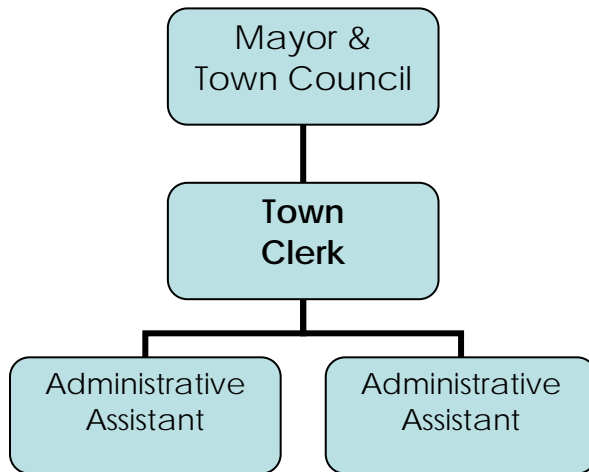 Mayor &
Town Council
Town
Clerk
Administrative
Assistant
Administrative
Assistant